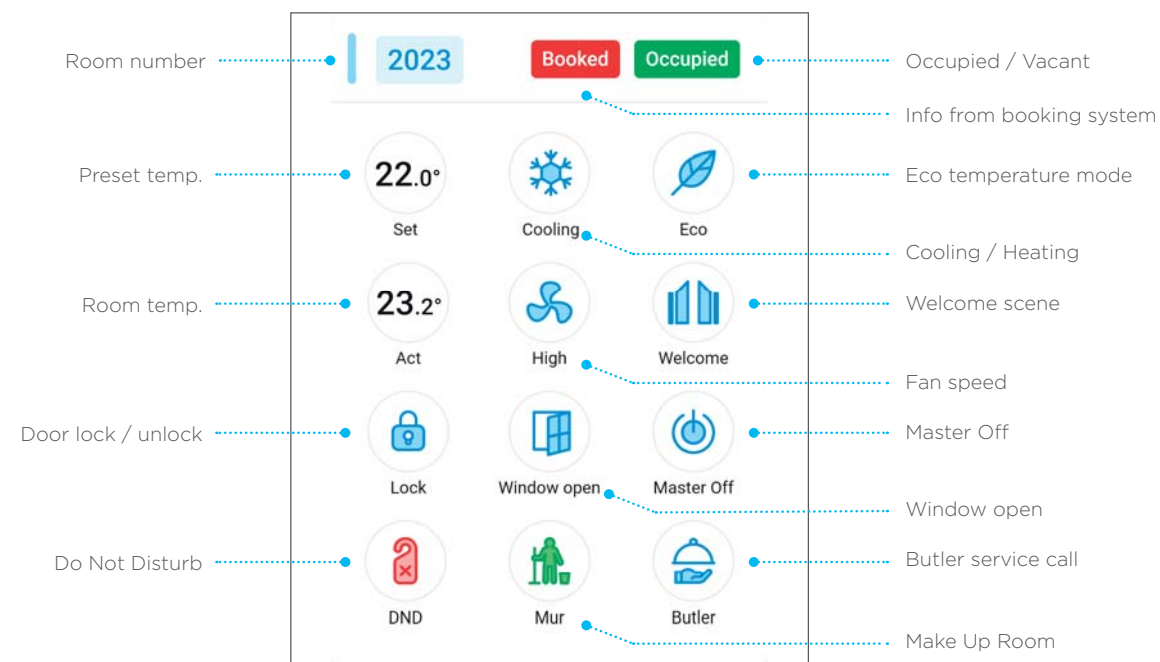 Room number
2023
Booked
Occupied
Occupied / Vacant
Info from booking system
Preset temp.
22.0°
Set
Cooling
Eco
Eco temperature mode
Cooling / Heating
Room temp.
23.2°
Act
High
Welcome
Welcome scene
Fan speed
Door lock / unlock
Lock
Window open
Master Off
Master Off
Window open
Do Not Disturb
DND
Mur
Butler
Butler service call
Make Up Room